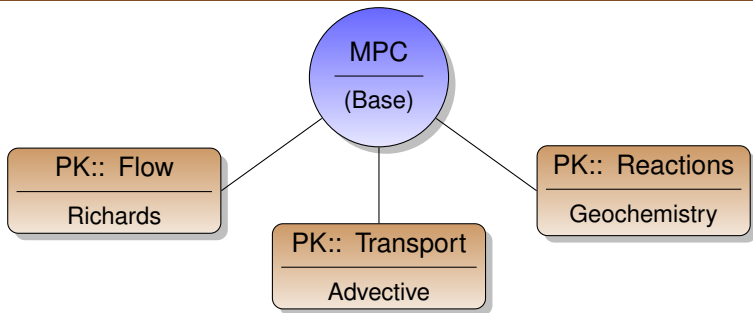 MPC
(Base)
PK:: Flow
Richards
PK:: Transport
Advective
PK:: Reactions
Geochemistry